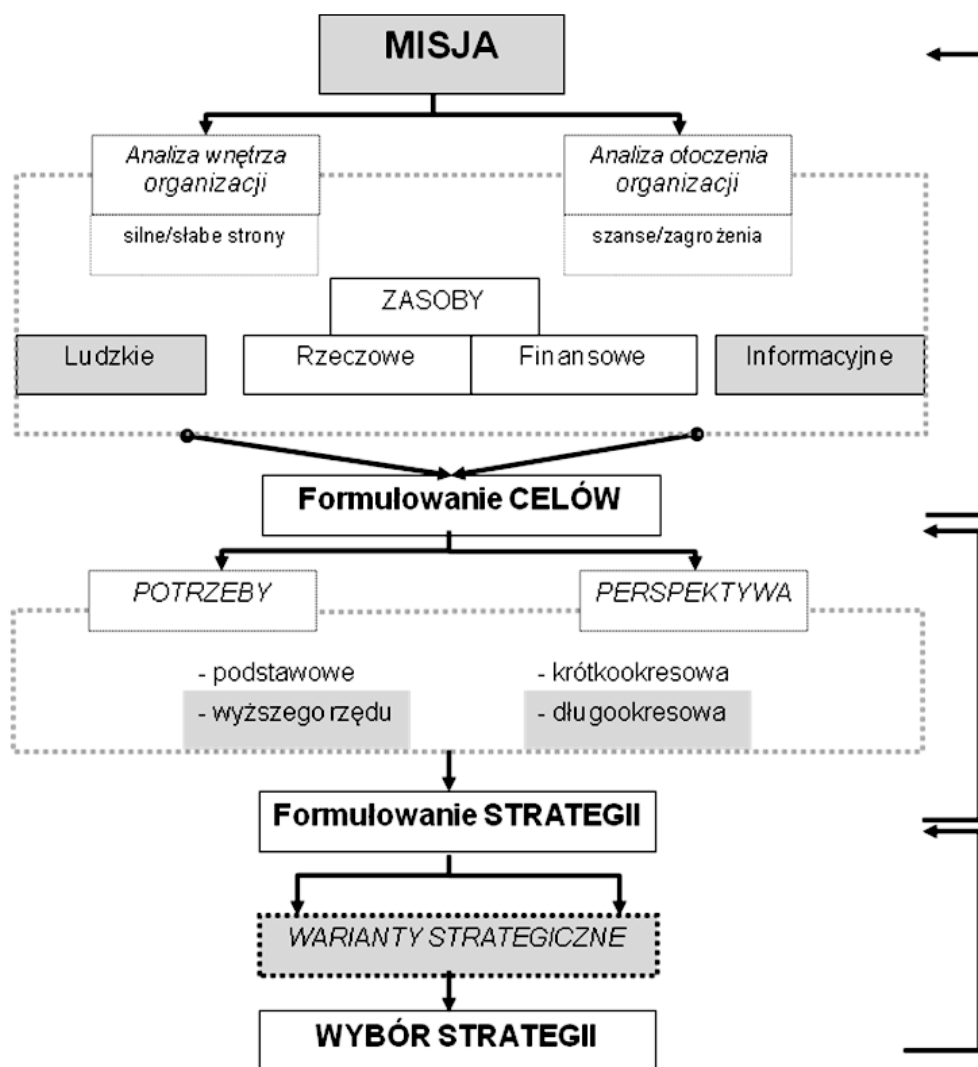 MISJA
Analiza wnętrza
organizacji
silne/słabe strony
Analiza otoczenia
organizacji
szanse/zagrożenia
ZASOBY
Ludzkie
Rzeczowe
Finansowe
Informacyjne
Formułowanie CELÓW
POTRZEBY
PERSPEKTYWA
- podstawowe
- wyższego rzędu
- krótkookresowa
- długookresowa
Formułowanie STRATEGII
WARIANTY STRATEGICZNE
WYBÓR STRATEGII